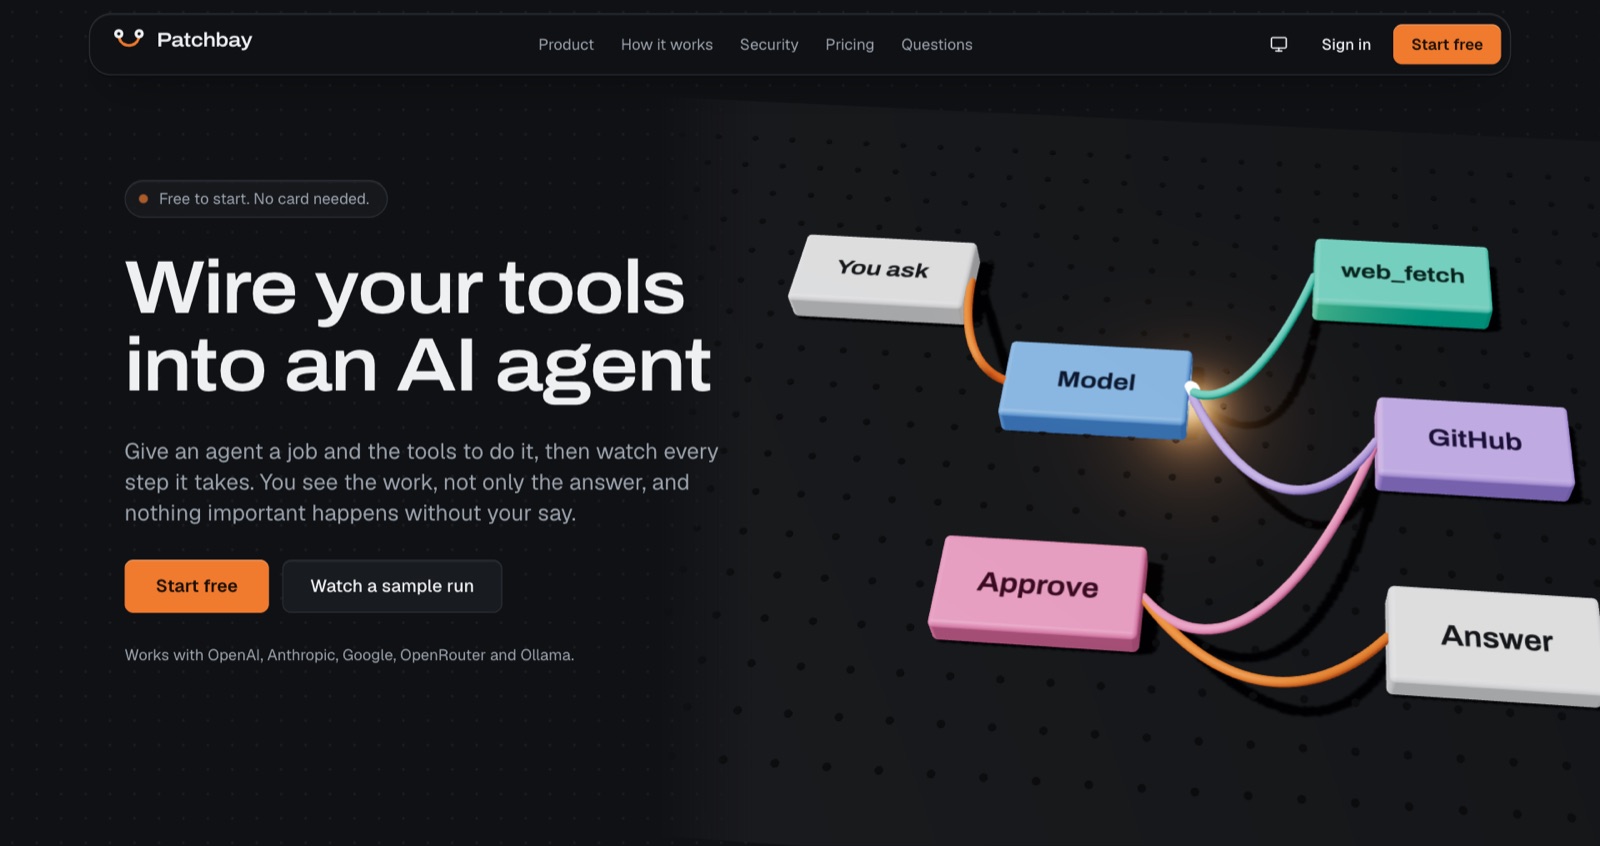 Patchbay
Product
How it works
Security
Pricing
Questions
Sign in
Start free
Free to start. No card needed.
Wire your tools
into an AI agent
Give an agent a job and the tools to do it, then watch every
step it takes. You see the work, not only the answer, and
nothing important happens without your say.
Start free
Watch a sample run
Works with OpenAI, Anthropic, Google, OpenRouter and Ollama.
You ask
web_fetch
Model
GitHub
Approve
Answer